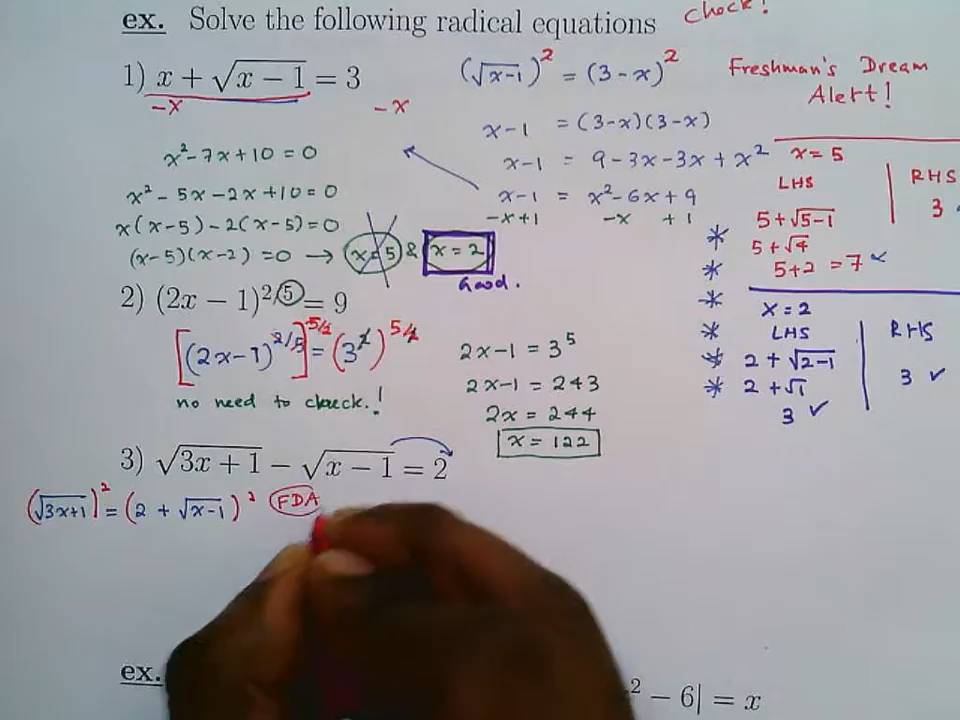 ex. Solve the following radical equations
Check!
1) x + √(x − 1) = 3
−x −x
x² − 7x + 10 = 0
x² − 5x − 2x + 10 = 0
x(x−5) − 2(x−5) = 0
(x−5)(x−2) = 0 → x=5 & x = 2
Good.
(√(x−1))² = (3 − x)²
x−1 = (3−x)(3−x)
x−1 = 9 − 3x − 3x + x²
x−1 = x² − 6x + 9
−x+1 −x +1
Freshman's Dream
Alert!
x = 5
LHS RHS
5 + √(5−1) 3
5 + √4
5+2 = 7 ×
x = 2
LHS RHS
2 + √(2−1) 3 ✓
2 + √1
3 ✓
2) (2x − 1)^(2/5) = 9
[(2x−1)^(2/5)]^(5/2) = (3²)^(5/2)
no need to check.!
2x−1 = 3⁵
2x−1 = 243
2x = 244
x = 122
3) √(3x + 1) − √(x − 1) = 2
(√(3x+1))² = (2 + √(x−1))² FDA
ex.
² − 6| = x